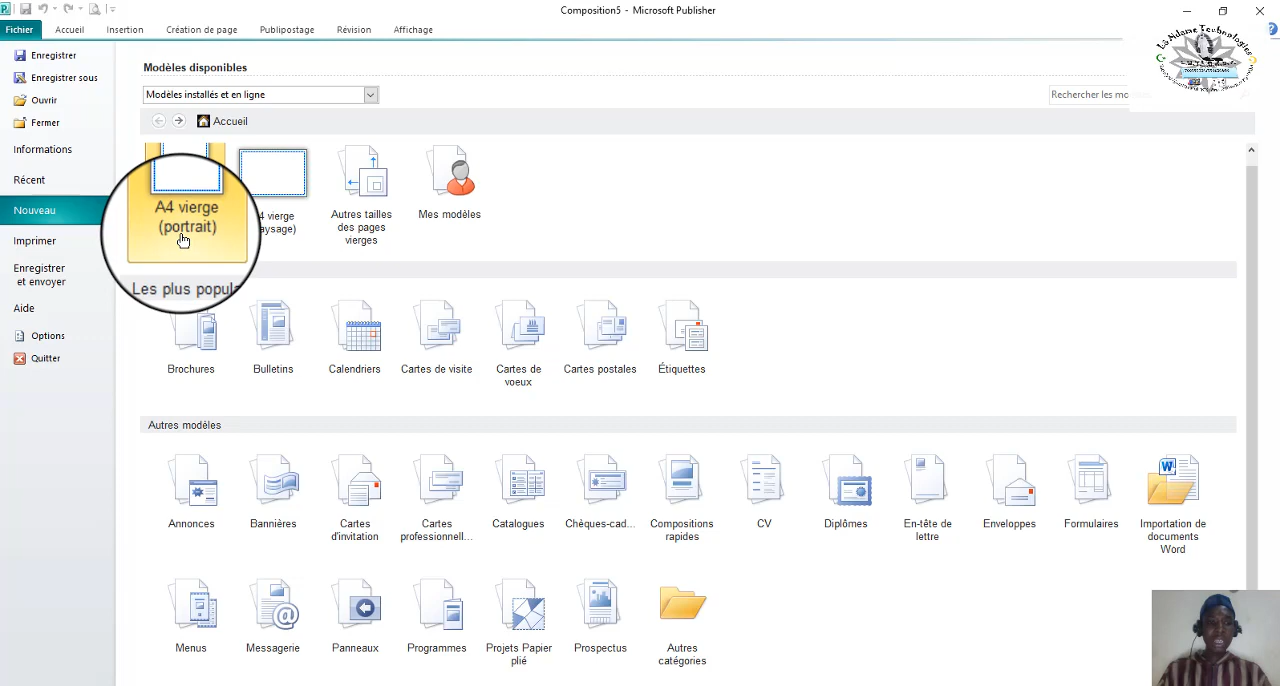 Composition5 - Microsoft Publisher
Fichier
Accueil
Insertion
Création de page
Publipostage
Révision
Affichage
Enregistrer
Enregistrer sous
Ouvrir
Fermer
Informations
Récent
Nouveau
Imprimer
Enregistrer
et envoyer
Aide
Options
Quitter
Modèles disponibles
Modèles installés et en ligne
Rechercher les mo
Accueil
A4 vierge
(portrait)
4 vierge
aysage)
Autres tailles
des pages
vierges
Mes modèles
Les plus popul
Brochures
Bulletins
Calendriers
Cartes de visite
Cartes de
voeux
Cartes postales
Étiquettes
Autres modèles
Annonces
Bannières
Cartes
d'invitation
Cartes
professionnell...
Catalogues
Chèques-cad...
Compositions
rapides
CV
Diplômes
En-tête de
lettre
Enveloppes
Formulaires
Importation de
documents
Word
Menus
Messagerie
Panneaux
Programmes
Projets Papier
plié
Prospectus
Autres
catégories